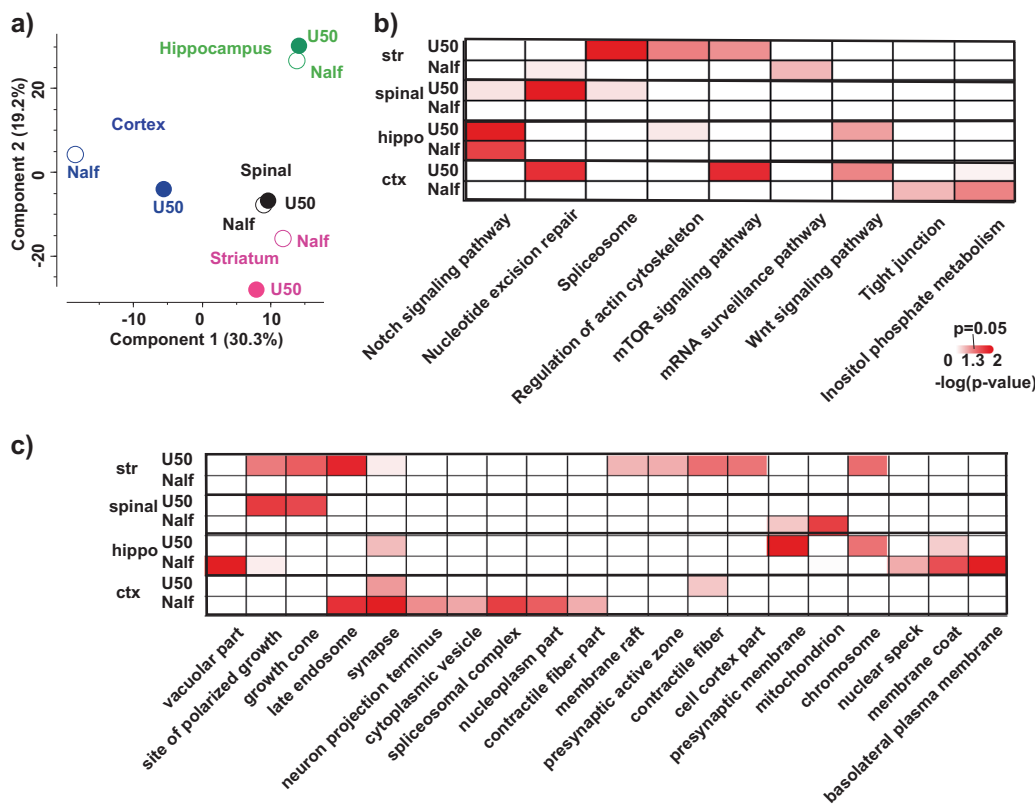 a)
U50
Hippocampus
Nalf
20
Cortex
0
Nalf
Spinal
U50
U50
Nalf
Nalf
Striatum
-20
U50
Component 2 (19.2%)
-10
0
10
Component 1 (30.3%)
b)
str
U50
Nalf
spinal
U50
Nalf
hippo
U50
Nalf
ctx
U50
Nalf
Notch signaling pathway
Nucleotide excision repair
Spliceosome
Regulation of actin cytoskeleton
mTOR signaling pathway
mRNA surveillance pathway
Wnt signaling pathway
Tight junction
Inositol phosphate metabolism
p=0.05
0 1.3 2
-log(p-value)
c)
str
U50
Nalf
spinal
U50
Nalf
hippo
U50
Nalf
ctx
U50
Nalf
vacuolar part
site of polarized growth
growth cone
late endosome
synapse
neuron projection terminus
cytoplasmic vesicle
spliceosomal complex
nucleoplasm part
contractile fiber part
membrane raft
presynaptic active zone
contractile fiber
cell cortex part
presynaptic membrane
mitochondrion
chromosome
nuclear speck
membrane coat
basolateral plasma membrane